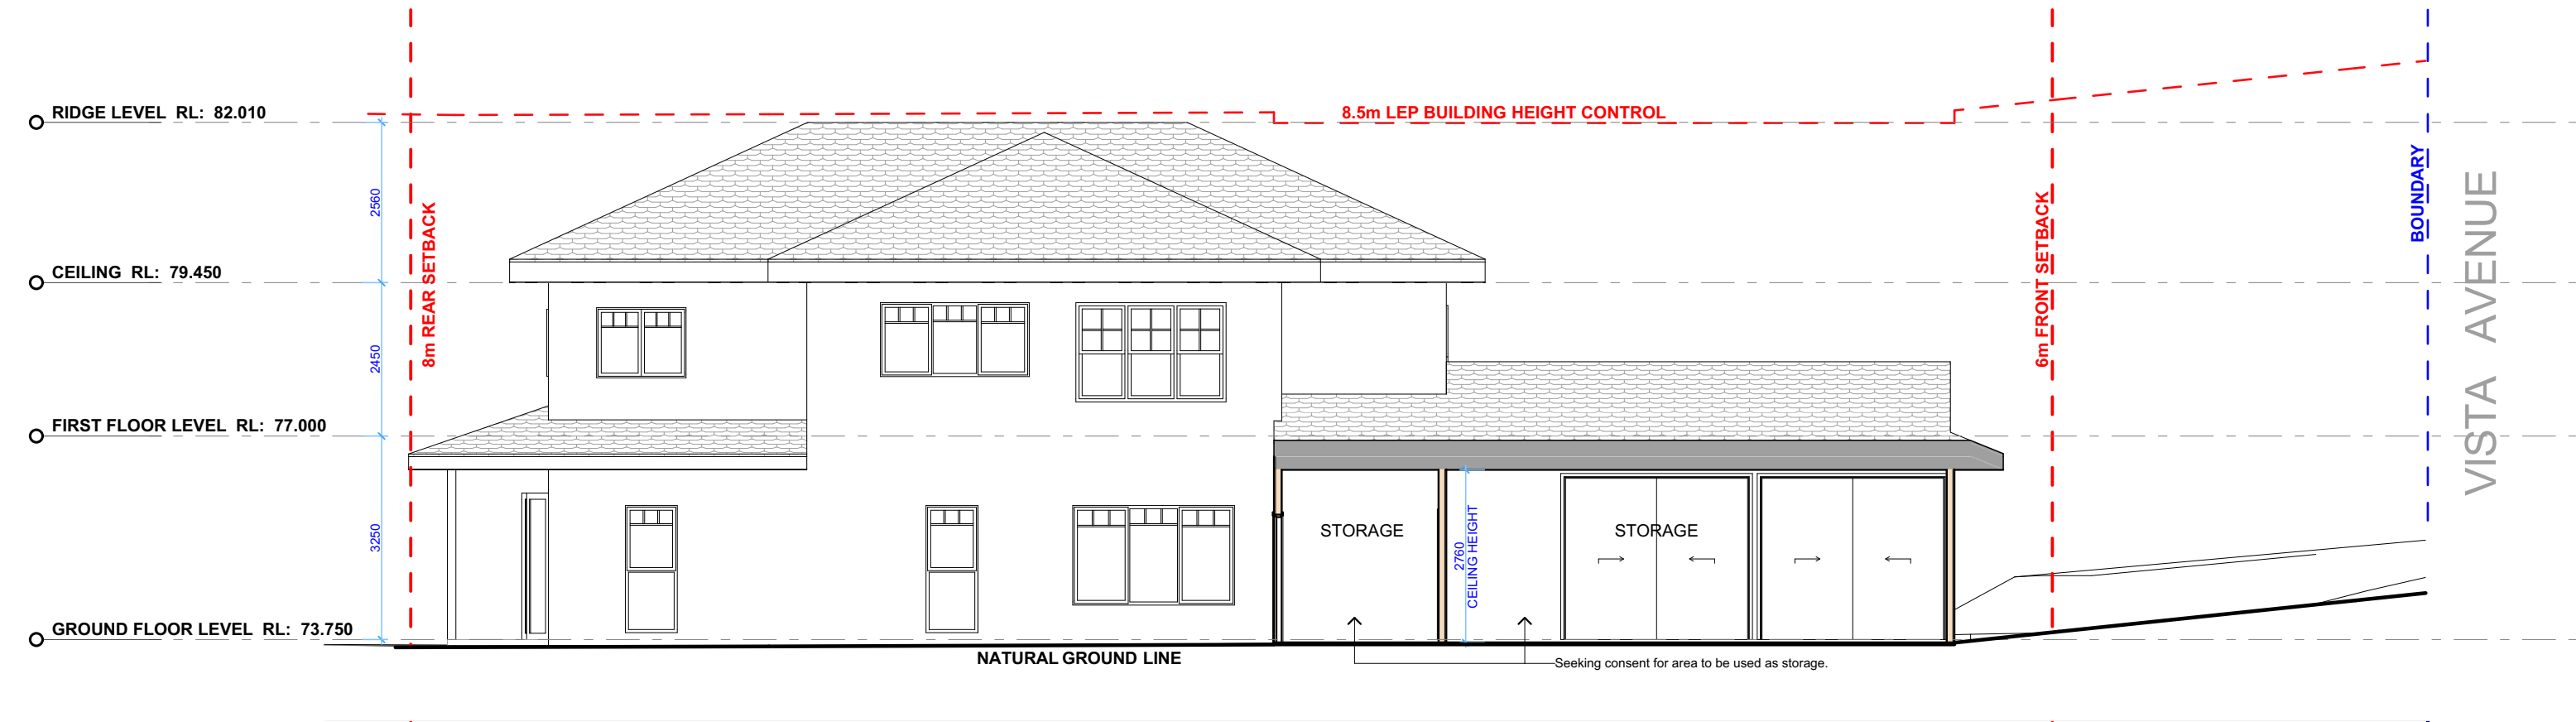 RIDGE LEVEL  RL:  82.010
8.5m LEP BUILDING HEIGHT CONTROL
BOUNDARY
VISTA AVENUE
2560
8m REAR SETBACK
6m FRONT SETBACK
CEILING  RL:  79.450
2450
FIRST FLOOR LEVEL  RL:  77.000
3250
STORAGE
2760
CEILING HEIGHT
STORAGE
GROUND FLOOR LEVEL  RL:  73.750
NATURAL GROUND LINE
Seeking consent for area to be used as storage.